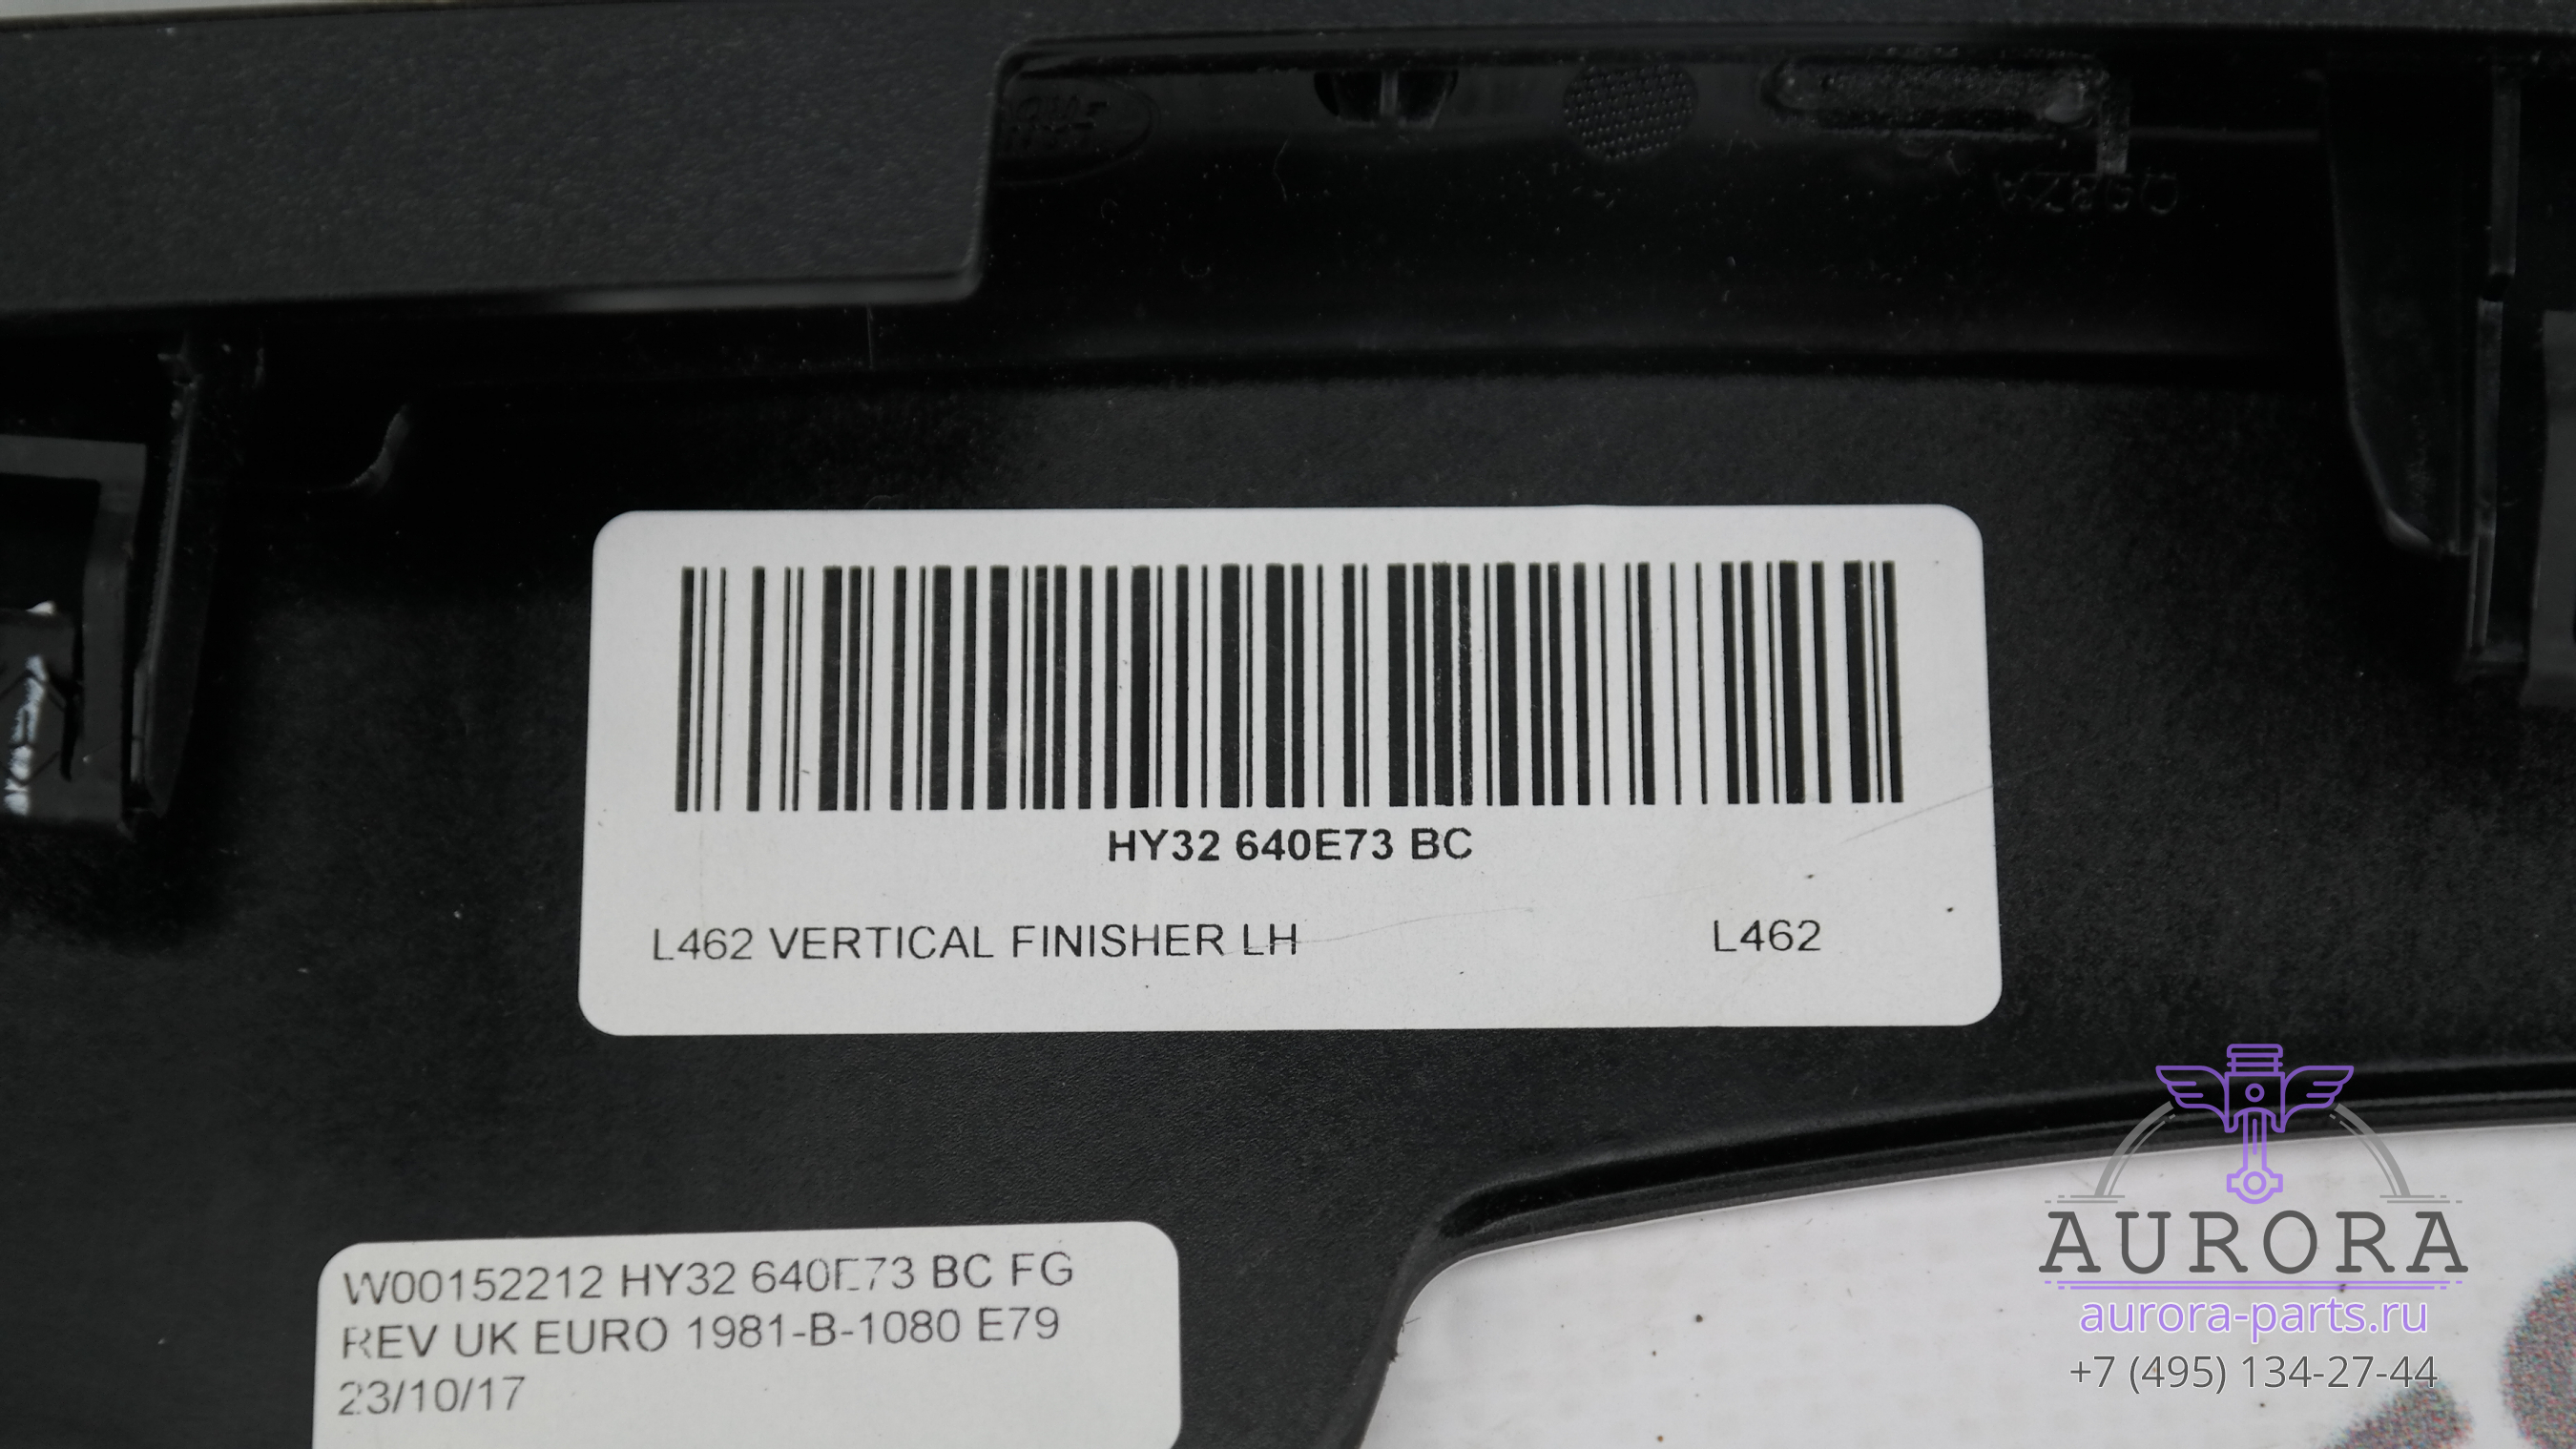 HY32 640E73 BC
L462 VERTICAL FINISHER LH L462
W00152212 HY32 640E73 BC FG
REV UK EURO 1981-B-1080 E79
23/10/17
AURORA
aurora-parts.ru
+7 (495) 134-27-44